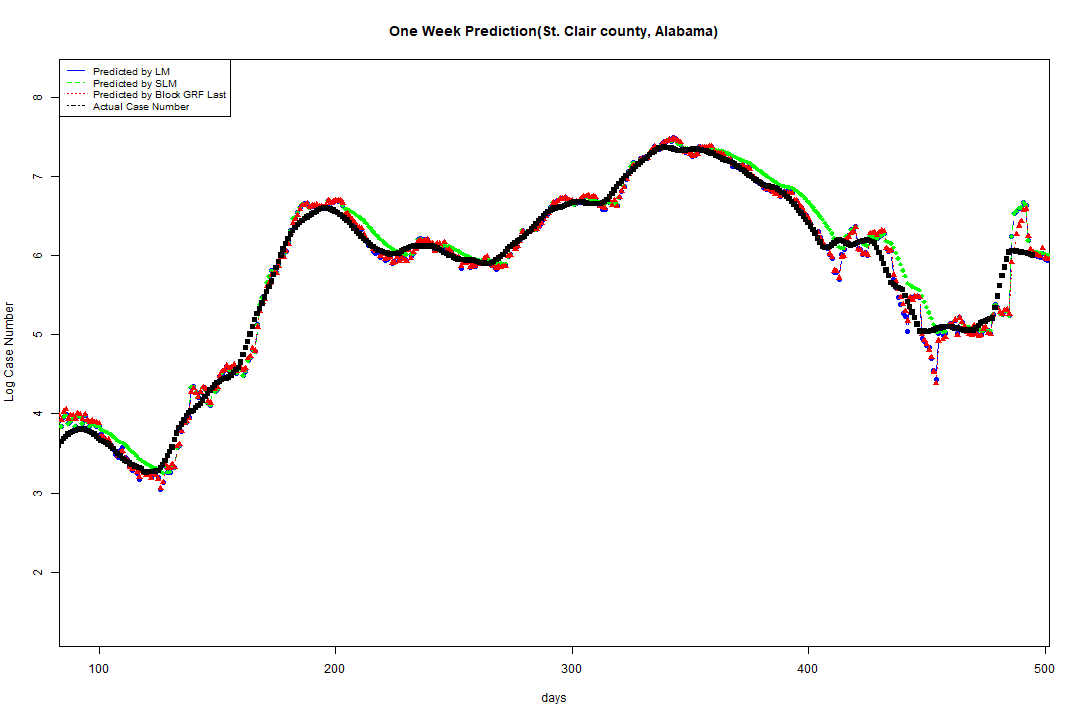 One Week Prediction(St. Clair county, Alabama)
Predicted by LM
Predicted by SLM
Predicted by Block GRF Last
Actual Case Number
8
7
6
5
4
3
2
Log Case Number
100 200 300 400 500
days